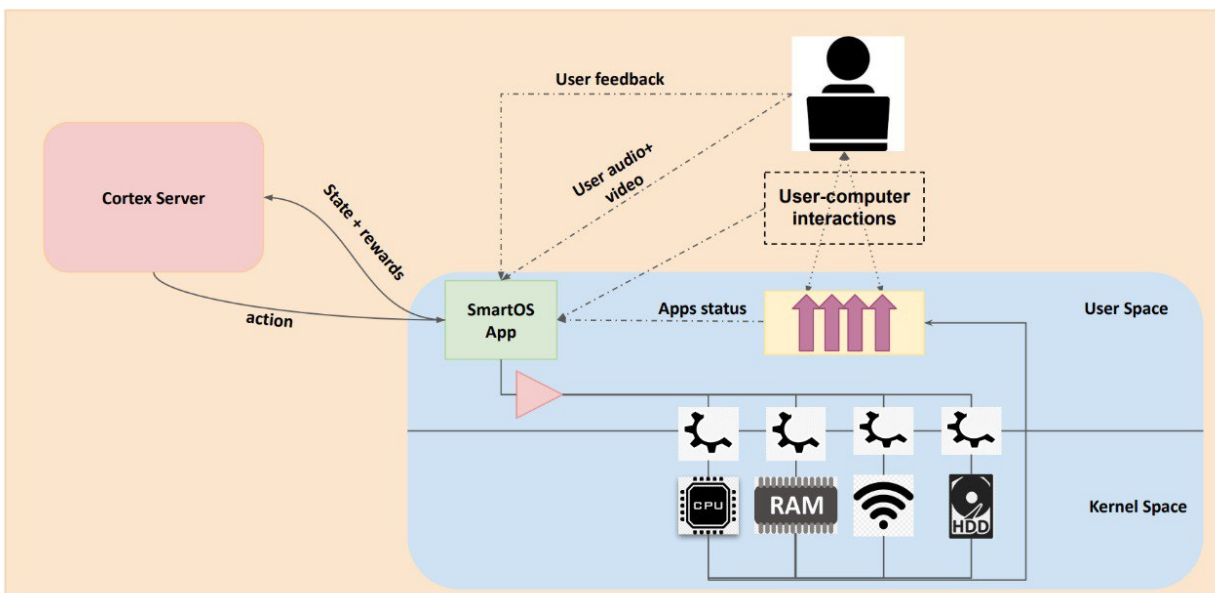 User feedback
User audio+
video
Cortex Server
State + rewards
User-computer
interactions
action
SmartOS
App
Apps status
User Space
CPU
RAM
HDD
Kernel Space